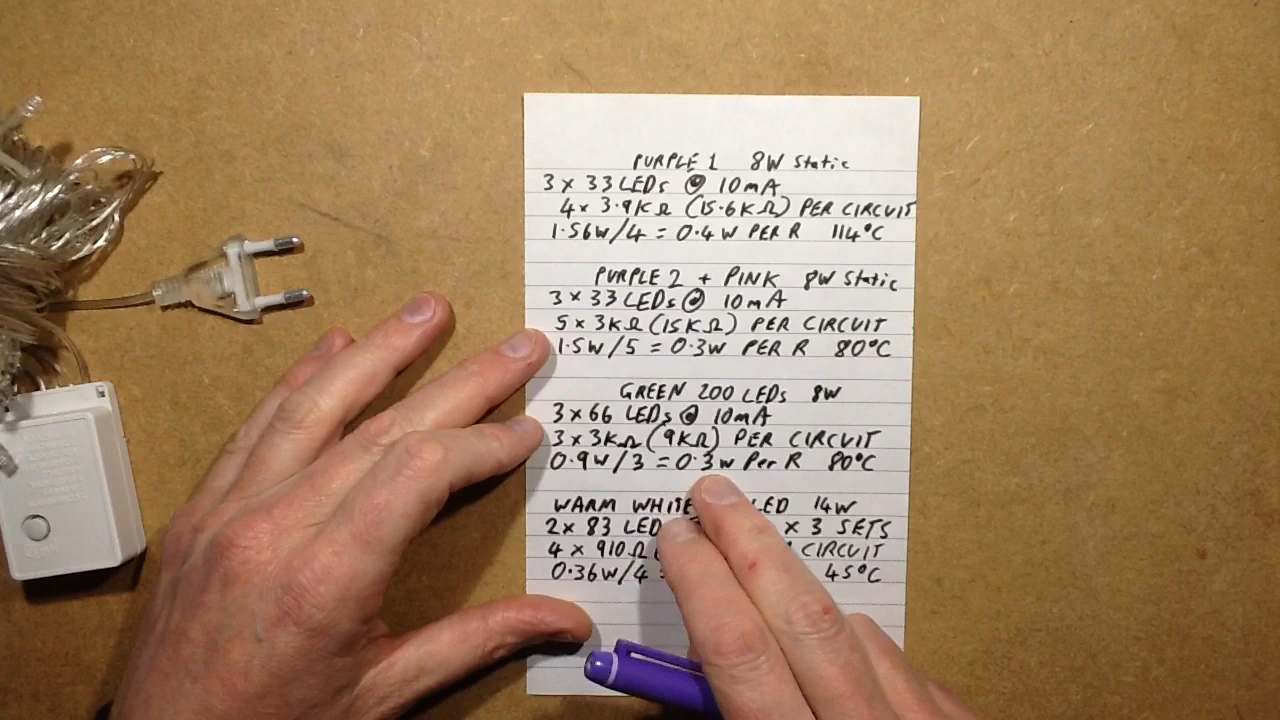 PURPLE 1 8W Static
3 x 33 LEDs @ 10mA
4 x 3.9KΩ (15.6KΩ) PER CIRCUIT
1.56W/4 = 0.4W PER R 114°C
PURPLE 2 + PINK 8W Static
3 x 33 LEDs @ 10mA
5 x 3KΩ (15KΩ) PER CIRCUIT
1.5W/5 = 0.3W PER R 80°C
GREEN 200 LEDs 8W
3 x 66 LEDs @ 10mA
3 x 3KΩ (9KΩ) PER CIRCUIT
0.9W/3 = 0.3W Per R 80°C
WARM WHITE LED 14W
2 x 83 LED x 3 SETS
4 x 910Ω CIRCUIT
0.36W/4 = 45°C